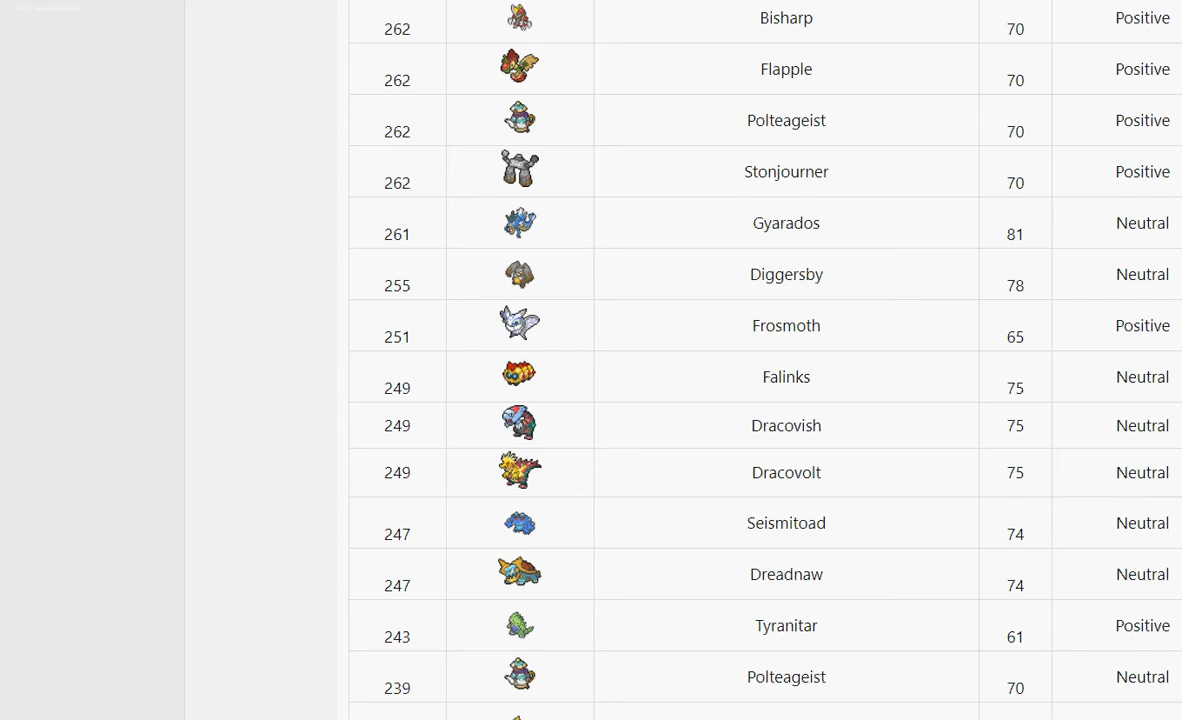 262 Bisharp 70 Positive
262 Flapple 70 Positive
262 Polteageist 70 Positive
262 Stonjourner 70 Positive
261 Gyarados 81 Neutral
255 Diggersby 78 Neutral
251 Frosmoth 65 Positive
249 Falinks 75 Neutral
249 Dracovish 75 Neutral
249 Dracovolt 75 Neutral
247 Seismitoad 74 Neutral
247 Dreadnaw 74 Neutral
243 Tyranitar 61 Positive
239 Polteageist 70 Neutral